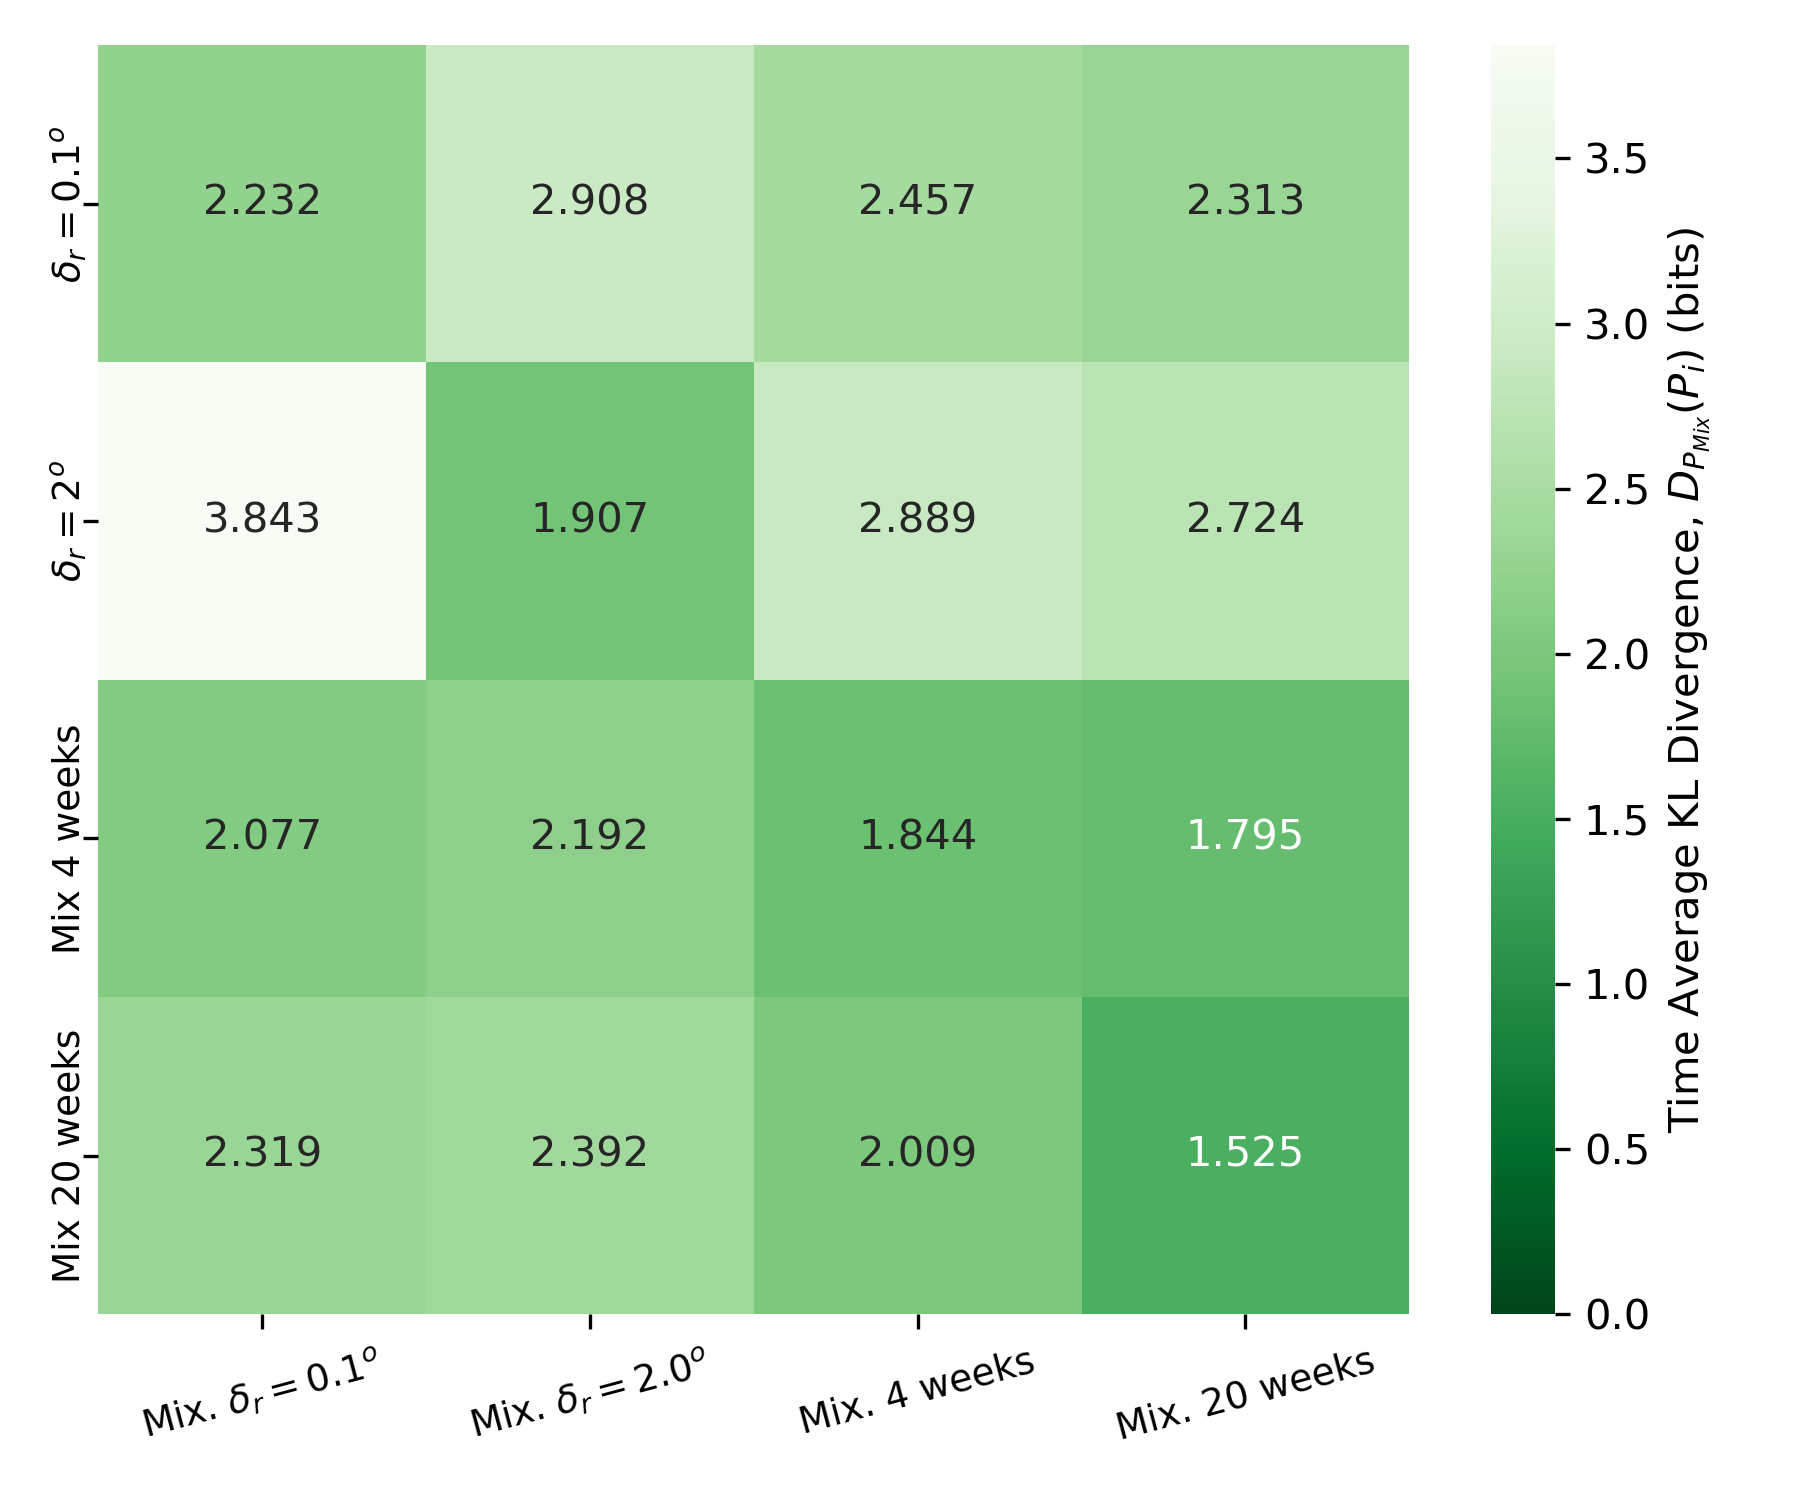 δr = 0.1°
2.232 2.908 2.457 2.313
δr = 2°
3.843 1.907 2.889 2.724
Mix 4 weeks
2.077 2.192 1.844 1.795
Mix 20 weeks
2.319 2.392 2.009 1.525
Mix. δr = 0.1° Mix. δr = 2.0° Mix. 4 weeks Mix. 20 weeks
3.5
3.0
2.5
2.0
1.5
1.0
0.5
0.0
Time Average KL Divergence, D_{P_{Mix}}(P_i) (bits)